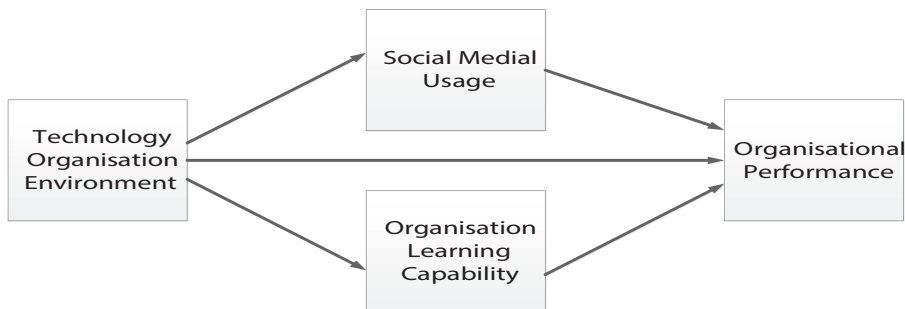 Social Medial
Usage
Technology
Organisation
Environment
Organisational
Performance
Organisation
Learning
Capability